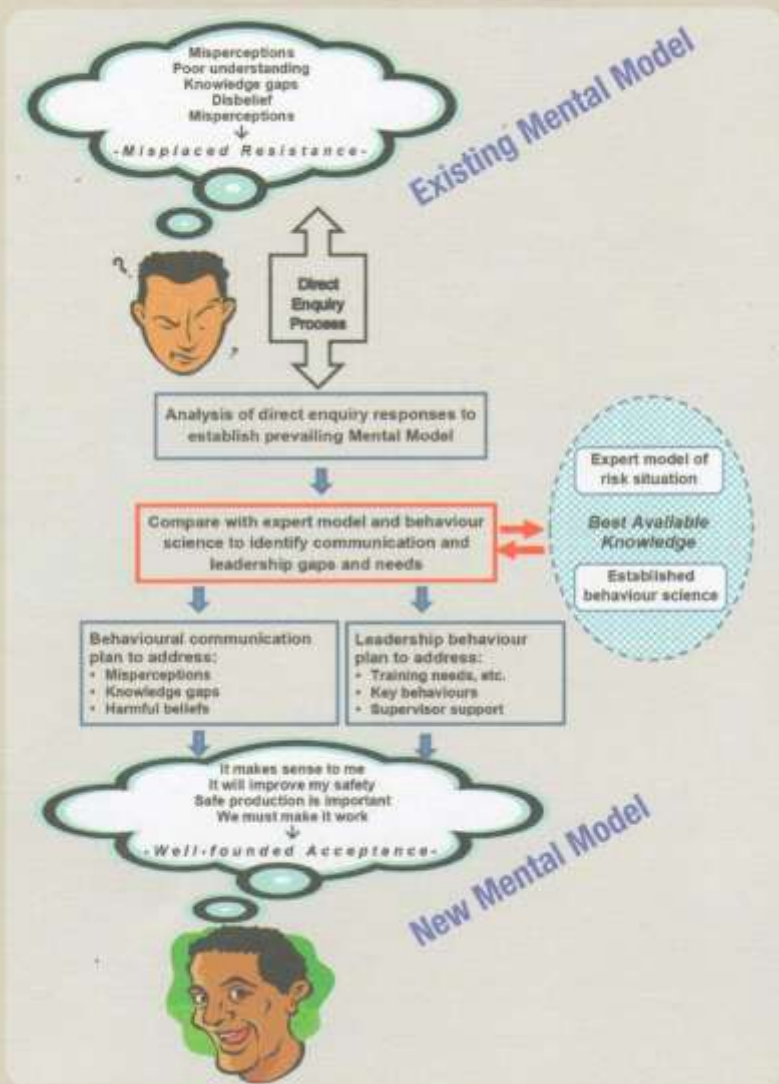 Misperceptions
Poor understanding
Knowledge gaps
Disbelief
Misperceptions
↓
-Misplaced Resistance-
Existing Mental Model
?
?
Direct
Enquiry
Process
Analysis of direct enquiry responses to
establish prevailing Mental Model
Compare with expert model and behaviour
science to identify communication and
leadership gaps and needs
Expert model of
risk situation
Best Available
Knowledge
Established
behaviour science
Behavioural communication
plan to address:
• Misperceptions
• Knowledge gaps
• Harmful beliefs
Leadership behaviour
plan to address:
• Training needs, etc.
• Key behaviours
• Supervisor support
It makes sense to me
It will improve my safety
Safe production is important
We must make it work
↓
-Well-founded Acceptance-
New Mental Model